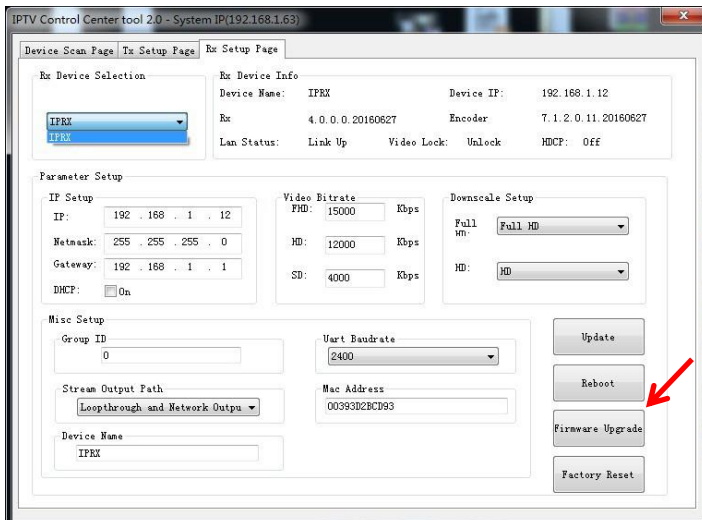 IPTV Control Center tool 2.0 - System IP(192.168.1.63)
Device Scan Page Tx Setup Page Rx Setup Page
Rx Device Selection
IPRX
IPRX
Rx Device Info
Device Name: IPRX Device IP: 192.168.1.12
Rx 4.0.0.0.20160627 Encoder 7.1.2.0.11.20160627
Lan Status: Link Up Video Lock: Unlock HDCP: Off
Parameter Setup
IP Setup
IP: 192 . 168 . 1 . 12
Netmask: 255 . 255 . 255 . 0
Gateway: 192 . 168 . 1 . 1
DHCP: On
Video Bitrate
FHD: 15000 Kbps
HD: 12000 Kbps
SD: 4000 Kbps
Downscale Setup
Full HD: Full HD
HD: HD
Misc Setup
Group ID
0
Uart Baudrate
2400
Stream Output Path
Loopthrough and Network Outpu
Mac Address
00393D2BCD93
Device Name
IPRX
Update
Reboot
Firmware Upgrade
Factory Reset